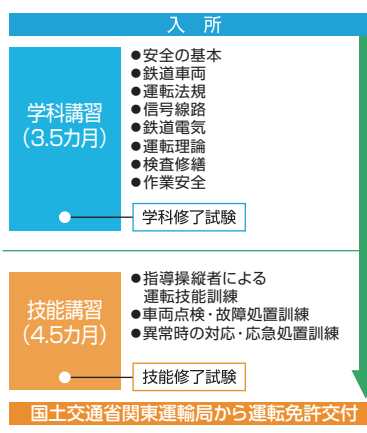 入 所
学科講習
(3.5カ月)
●安全の基本
●鉄道車両
●運転法規
●信号線路
●鉄道電気
●運転理論
●検査修繕
●作業安全
学科修了試験
技能講習
(4.5カ月)
●指導操縦者による
運転技能訓練
●車両点検・故障処置訓練
●異常時の対応・応急処置訓練
技能修了試験
国土交通省関東運輸局から運転免許交付